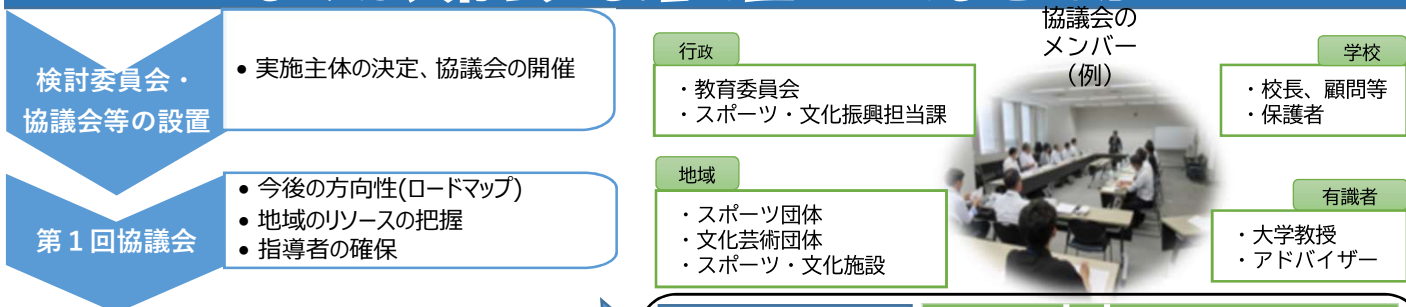 検討委員会・
協議会等の設置
• 実施主体の決定、協議会の開催
第１回協議会
• 今後の方向性(ロードマップ)
• 地域のリソースの把握
• 指導者の確保
協議会の
メンバー
（例）
行政
・教育委員会
・スポーツ・文化振興担当課
学校
・校長、顧問等
・保護者
地域
・スポーツ団体
・文化芸術団体
・スポーツ・文化施設
有識者
・大学教授
・アドバイザー